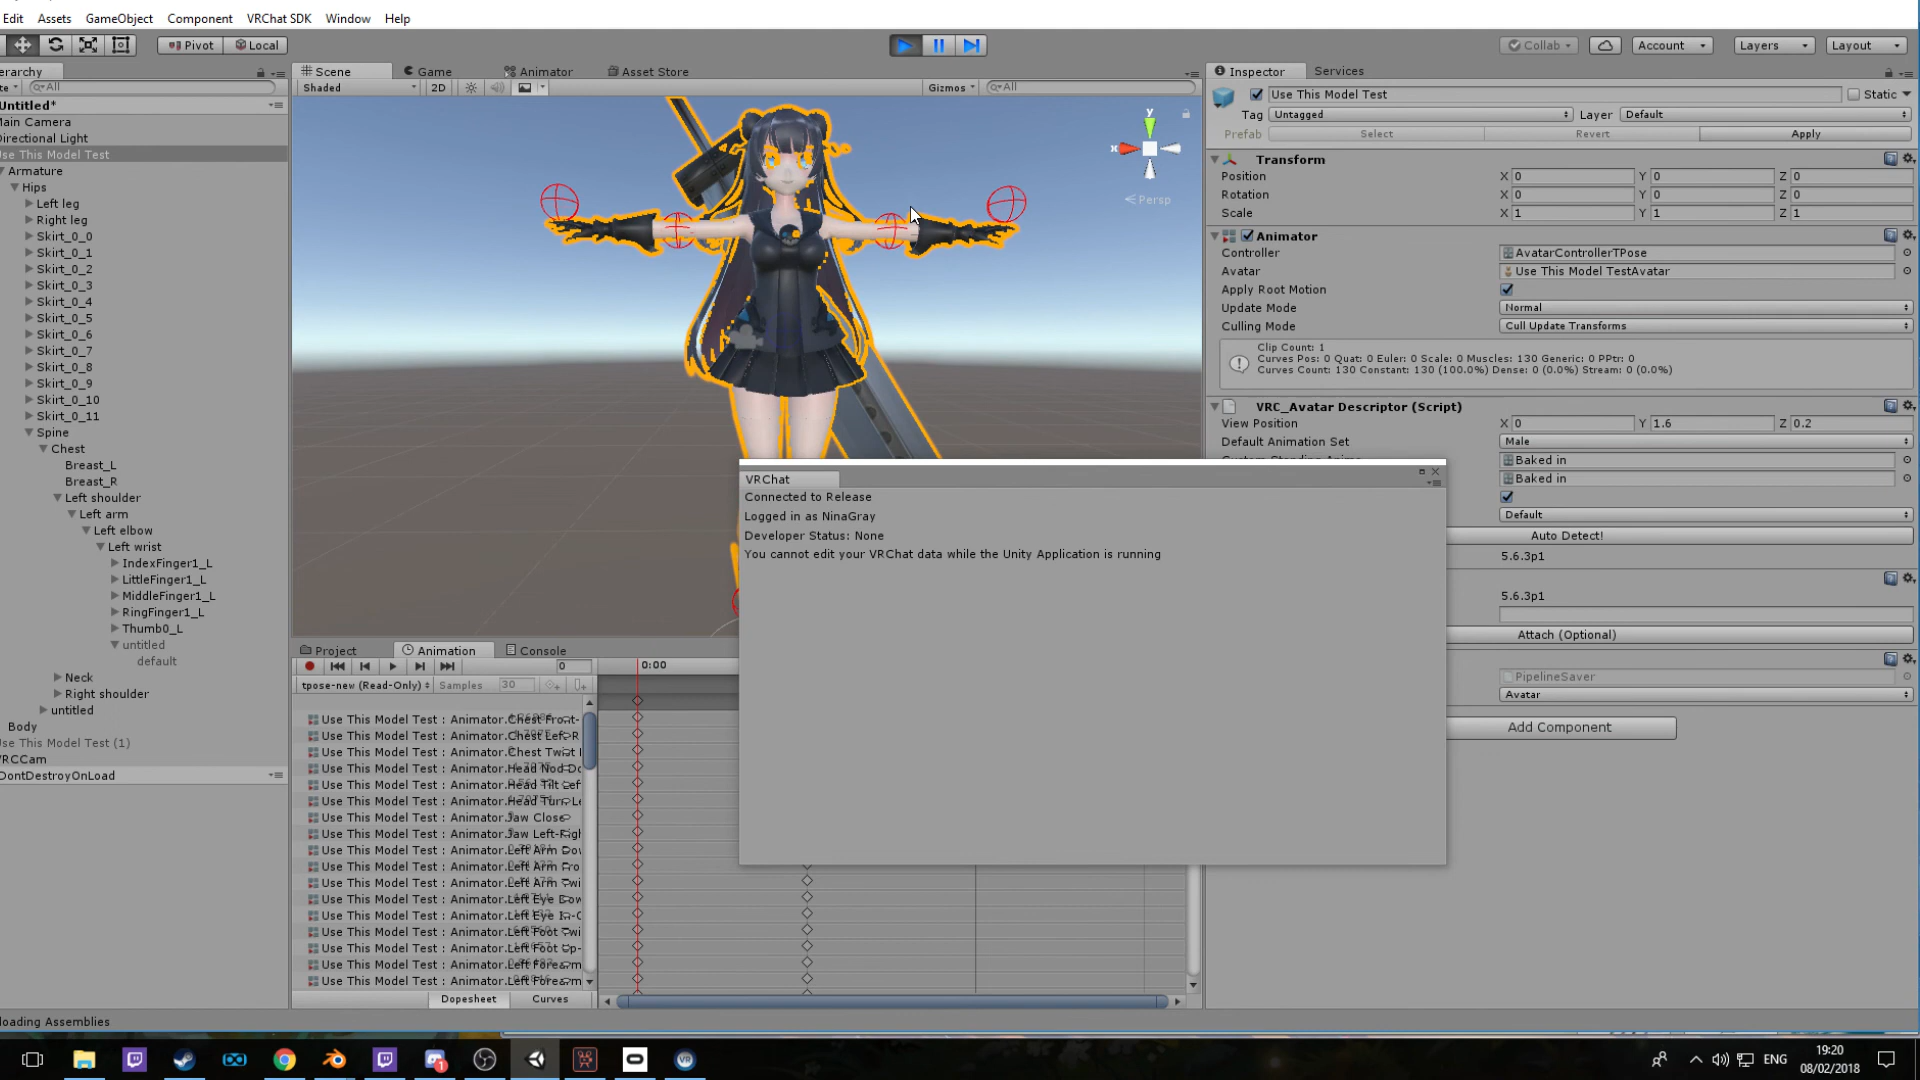 Edit Assets GameObject Component VRChat SDK Window Help
Pivot Local Collab Account Layers Layout
erarchy
te All
Untitled*
Main Camera
Directional Light
Use This Model Test
Armature
Hips
Left leg
Right leg
Skirt_0_0
Skirt_0_1
Skirt_0_2
Skirt_0_3
Skirt_0_4
Skirt_0_5
Skirt_0_6
Skirt_0_7
Skirt_0_8
Skirt_0_9
Skirt_0_10
Skirt_0_11
Spine
Chest
Breast_L
Breast_R
Left shoulder
Left arm
Left elbow
Left wrist
IndexFinger1_L
LittleFinger1_L
MiddleFinger1_L
RingFinger1_L
Thumb0_L
untitled
default
Neck
Right shoulder
untitled
Body
Use This Model Test (1)
VRCCam
DontDestroyOnLoad
Scene Game Animator Asset Store
Shaded 2D Gizmos All
y
x
Persp
VRChat
Connected to Release
Logged in as NinaGray
Developer Status: None
You cannot edit your VRChat data while the Unity Application is running
Project Animation Console
0 0:00
tpose-new (Read-Only) Samples 30
Use This Model Test : Animator.Chest Front-
Use This Model Test : Animator.Chest Left-R
Use This Model Test : Animator.Chest Twist
Use This Model Test : Animator.Head Nod Do
Use This Model Test : Animator.Head Tilt Lef
Use This Model Test : Animator.Head Turn Le
Use This Model Test : Animator.Jaw Close
Use This Model Test : Animator.Jaw Left-Righ
Use This Model Test : Animator.Left Arm Dow
Use This Model Test : Animator.Left Arm Fro
Use This Model Test : Animator.Left Arm Twi
Use This Model Test : Animator.Left Eye Dow
Use This Model Test : Animator.Left Eye In-O
Use This Model Test : Animator.Left Foot Twi
Use This Model Test : Animator.Left Foot Up-
Use This Model Test : Animator.Left Forearm
Use This Model Test : Animator.Left Forearm
Dopesheet Curves
Inspector Services
Use This Model Test Static
Tag Untagged Layer Default
Prefab Select Revert Apply
Transform
Position X 0 Y 0 Z 0
Rotation X 0 Y 0 Z 0
Scale X 1 Y 1 Z 1
Animator
Controller AvatarControllerTPose
Avatar Use This Model TestAvatar
Apply Root Motion
Update Mode Normal
Culling Mode Cull Update Transforms
Clip Count: 1
Curves Pos: 0 Quat: 0 Euler: 0 Scale: 0 Muscles: 130 Generic: 0 PPtr: 0
Curves Count: 130 Constant: 130 (100.0%) Dense: 0 (0.0%) Stream: 0 (0.0%)
VRC_Avatar Descriptor (Script)
View Position X 0 Y 1.6 Z 0.2
Default Animation Set Male
Baked in
Baked in
Default
Auto Detect!
5.6.3p1
5.6.3p1
Attach (Optional)
PipelineSaver
Avatar
Add Component
oading Assemblies
ENG
19:20
08/02/2018